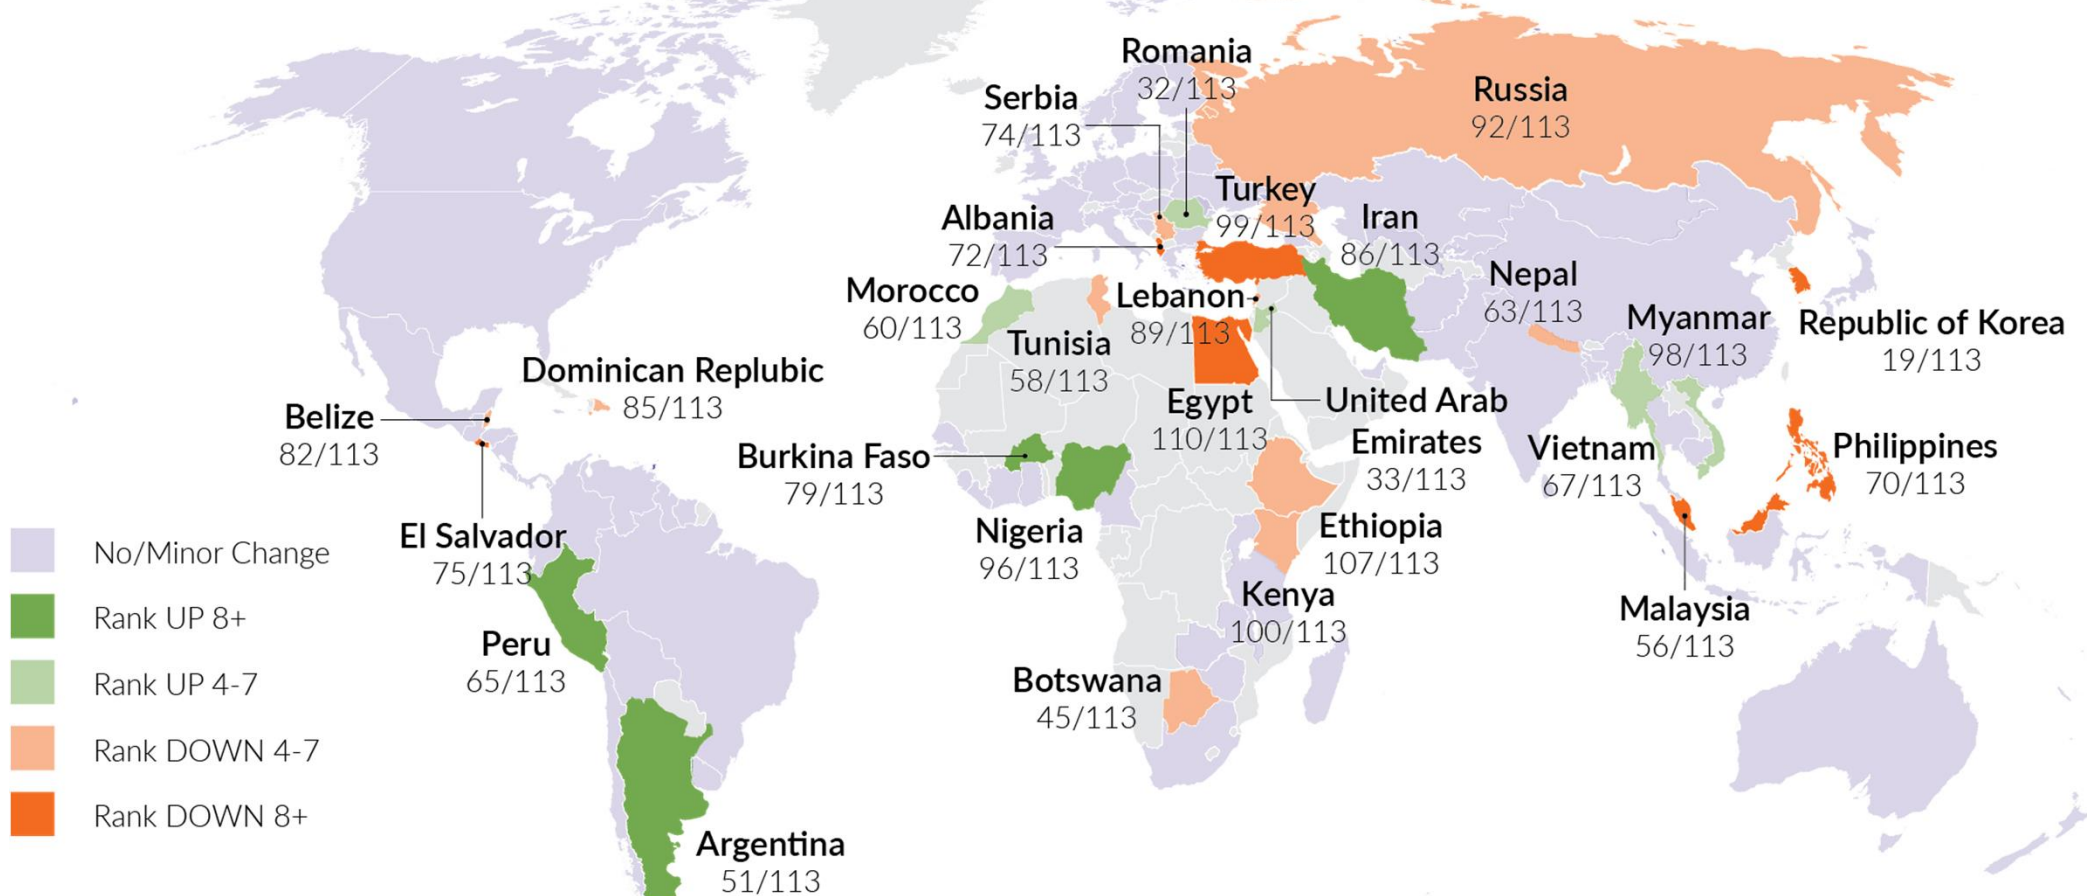 Romania
32/113
Serbia
74/113
Russia
92/113
Turkey
99/113
Albania
72/113
Iran
86/113
Nepal
63/113
Morocco
60/113
Lebanon
89/113
Tunisia
58/113
Myanmar
98/113
Republic of Korea
19/113
Dominican Replubic
85/113
Belize
82/113
Egypt
110/113
United Arab
Emirates
33/113
Burkina Faso
79/113
Vietnam
67/113
Philippines
70/113
Nigeria
96/113
Ethiopia
107/113
El Salvador
75/113
Kenya
100/113
Malaysia
56/113
Peru
65/113
Botswana
45/113
Argentina
51/113
No/Minor Change
Rank UP 8+
Rank UP 4-7
Rank DOWN 4-7
Rank DOWN 8+